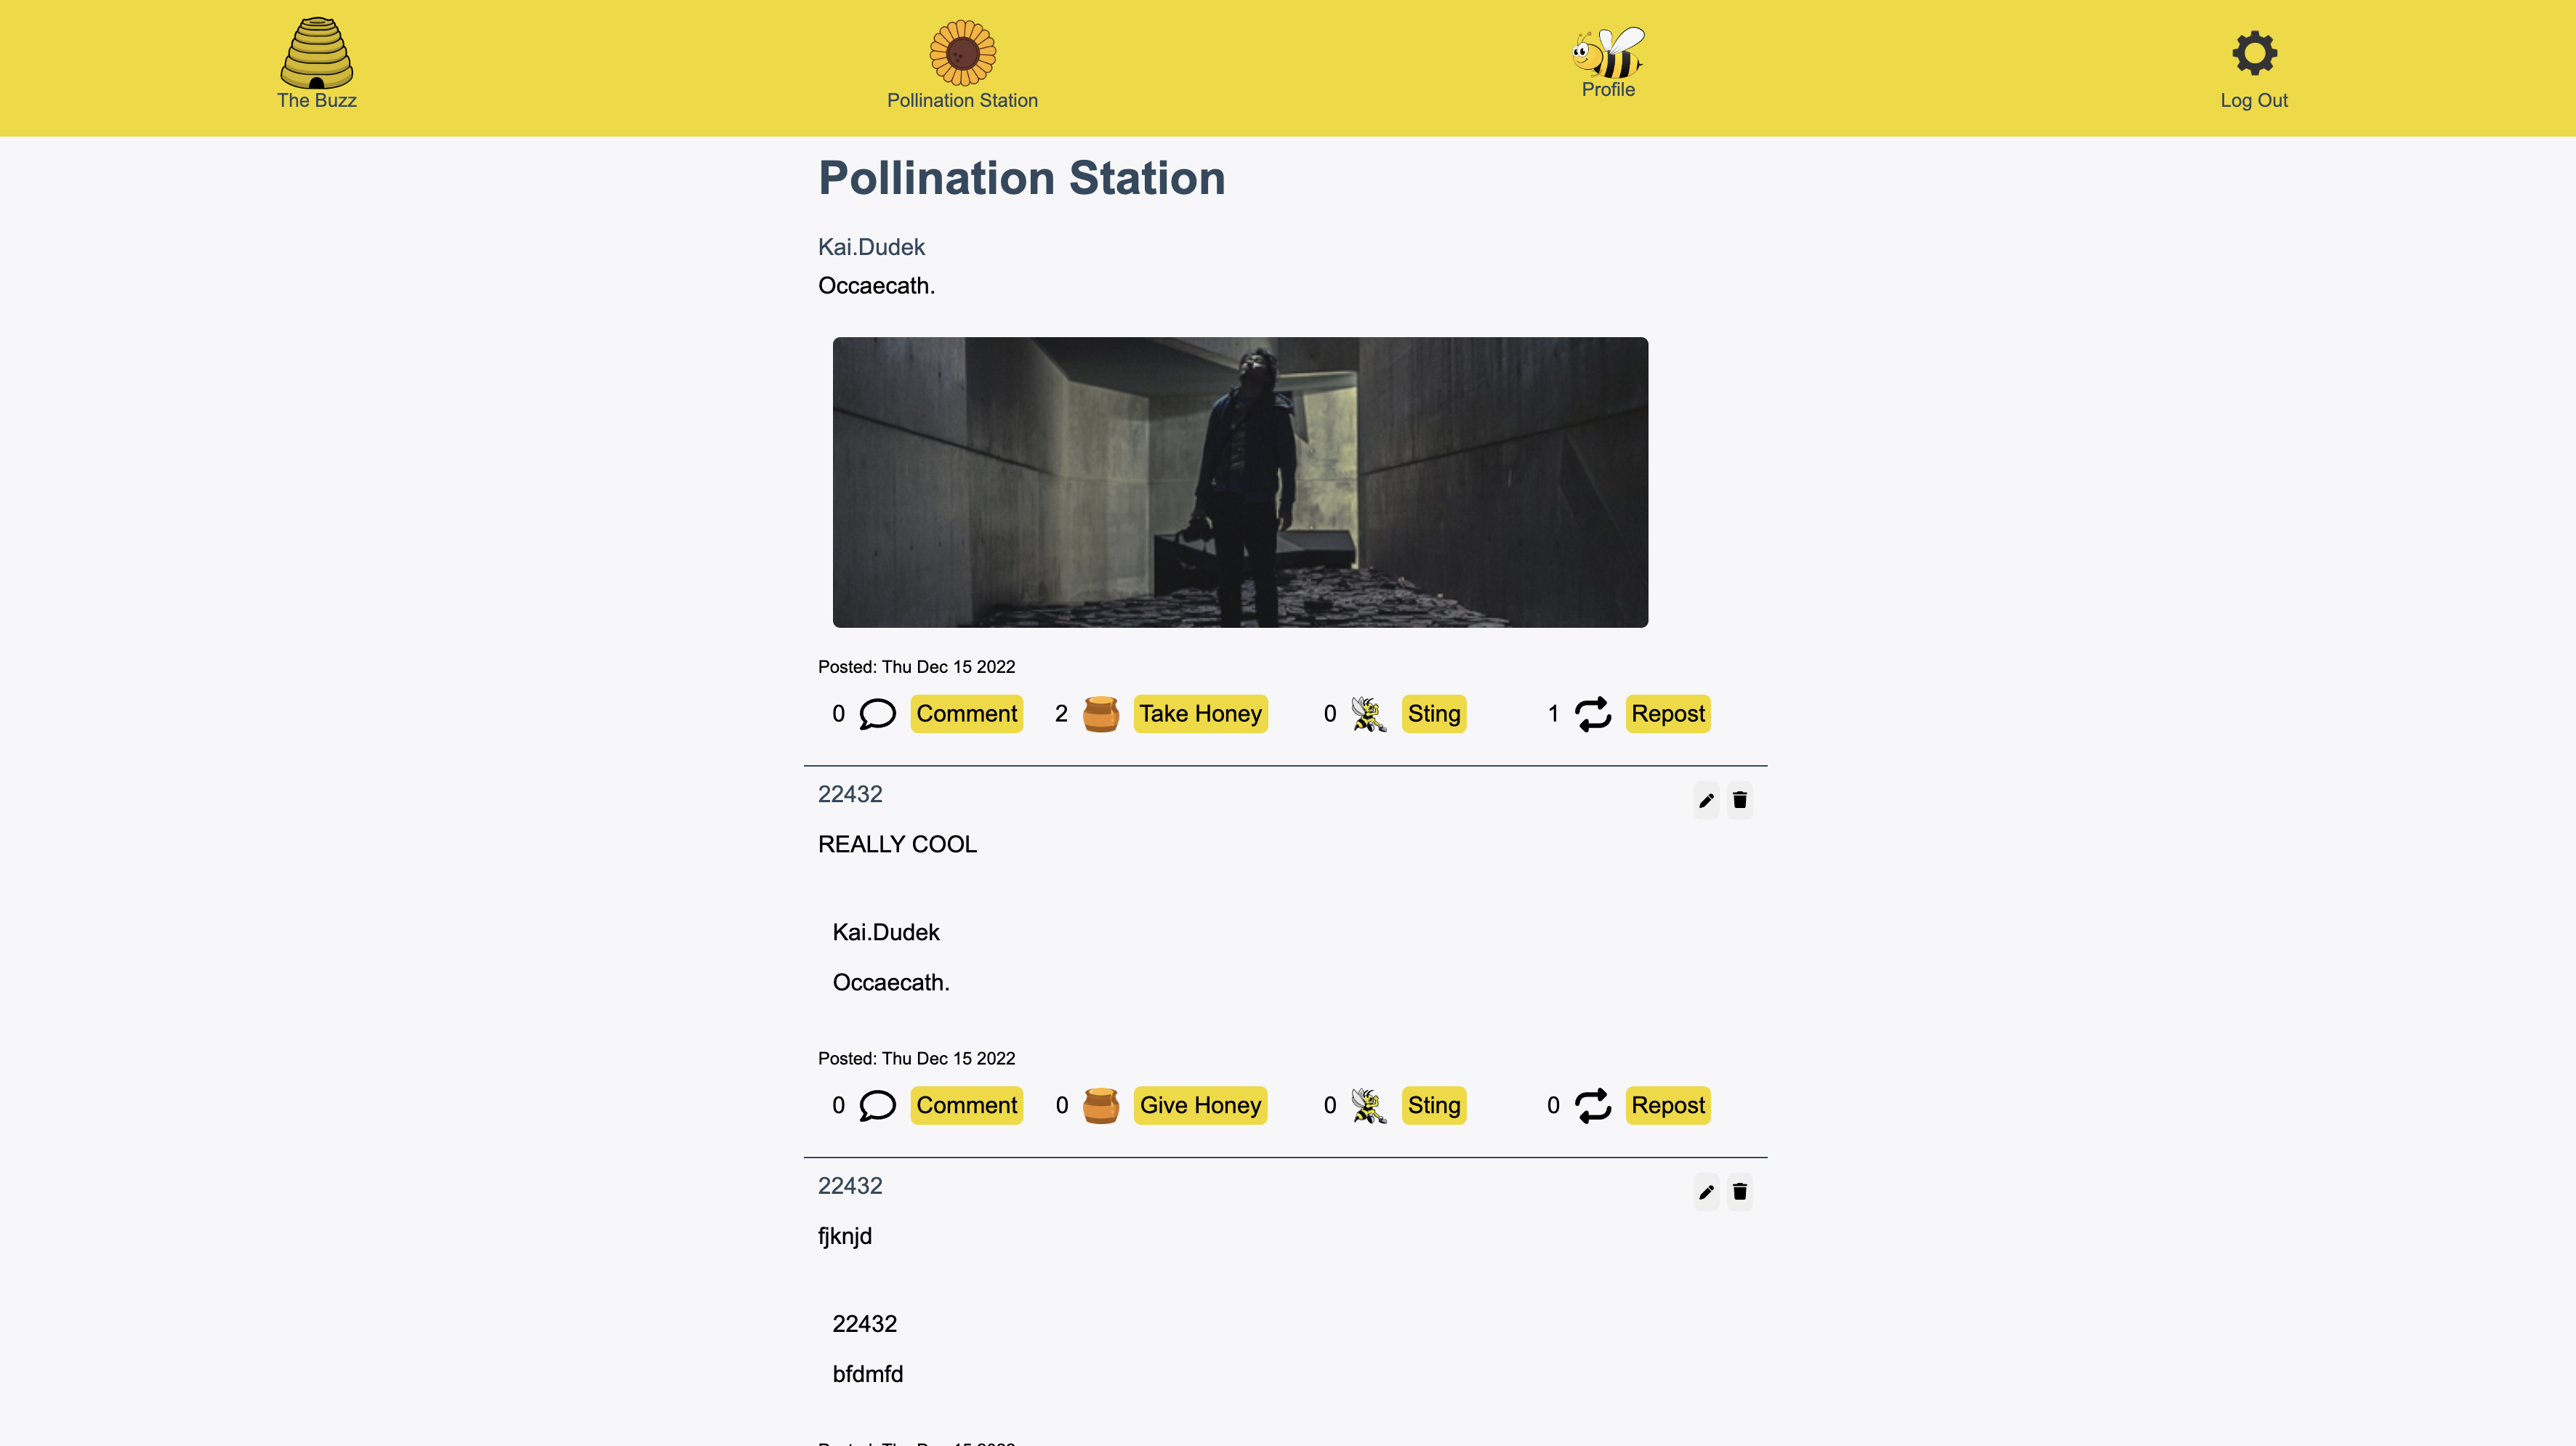 The Buzz
Pollination Station
Profile
Log Out
Pollination Station
Kai.Dudek
Occaecath.
Posted: Thu Dec 15 2022
0 Comment 2 Take Honey 0 Sting 1 Repost
22432
REALLY COOL
Kai.Dudek
Occaecath.
Posted: Thu Dec 15 2022
0 Comment 0 Give Honey 0 Sting 0 Repost
22432
fjknjd
22432
bfdmfd